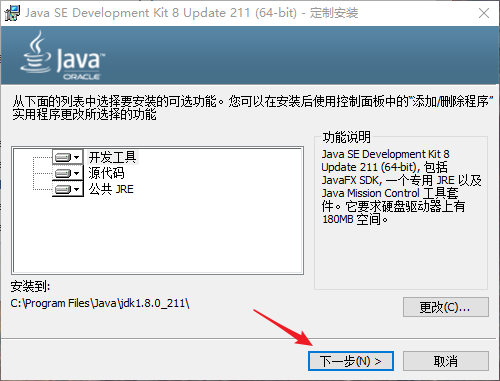 Java SE Development Kit 8 Update 211 (64-bit) - 定制安装
Java
ORACLE
从下面的列表中选择要安装的可选功能。您可以在安装后使用控制面板中的“添加/删除程序”
实用程序更改所选择的功能
开发工具
源代码
公共 JRE
功能说明
Java SE Development Kit 8
Update 211 (64-bit), 包括
JavaFX SDK, 一个专用 JRE 以及
Java Mission Control 工具套
件。它要求硬盘驱动器上有
180MB 空间。
安装到:
C:\Program Files\Java\jdk1.8.0_211\
更改(C)...
下一步(N) >
取消